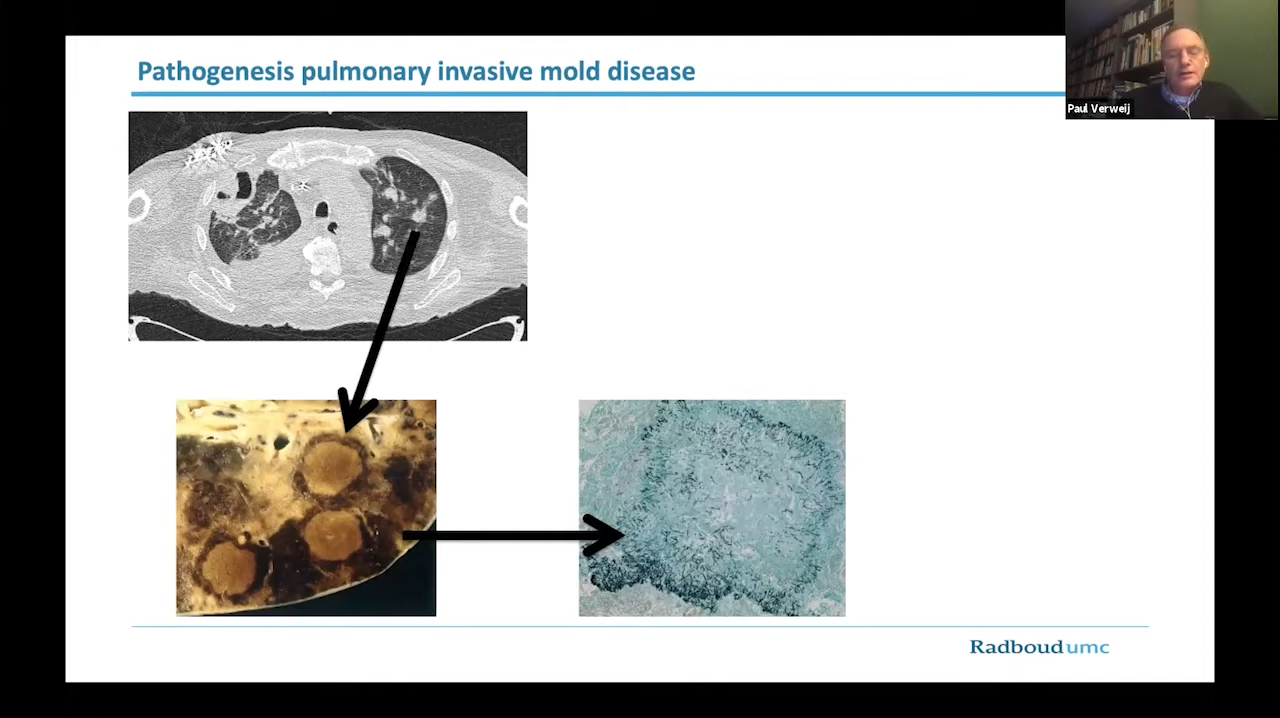 Pathogenesis pulmonary invasive mold disease
Paul Verweij
Radboudumc